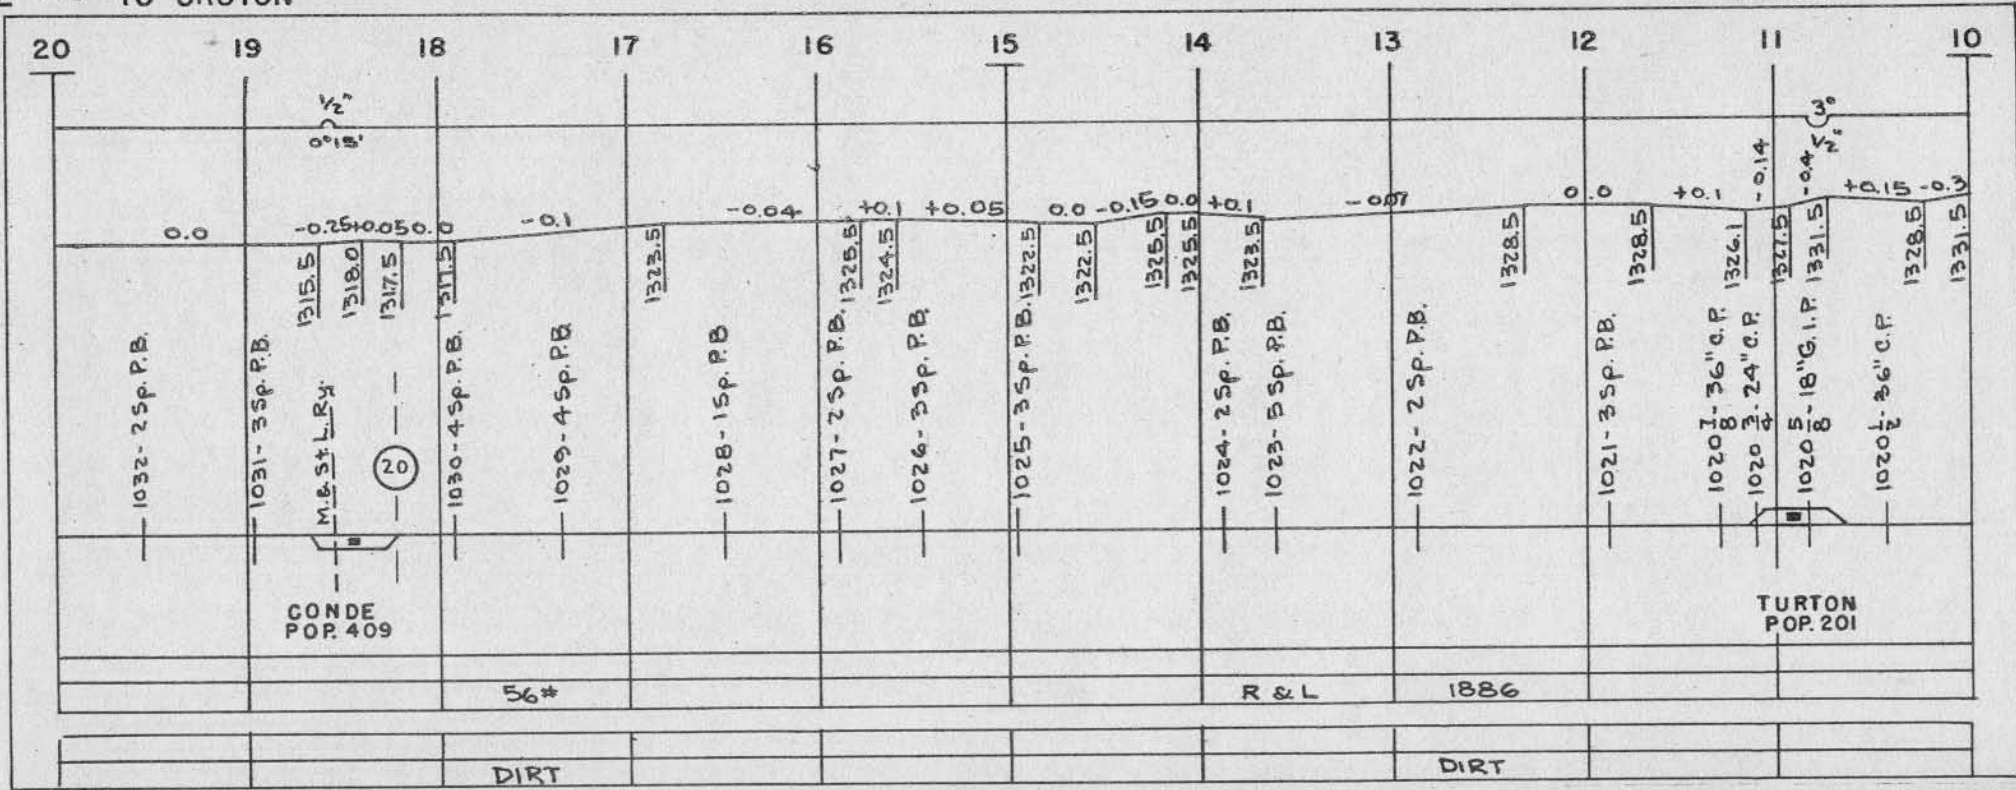 TO GROTON
20 19 18 17 16 15 14 13 12 11 10
1/2"
0°15'
3°
-0.14
-0.4
0.0 -0.25 +0.05 0.0 -0.1 -0.04 +0.1 +0.05 0.0 -0.15 0.0 +0.1 -0.07 0.0 +0.1 +0.15 -0.3
1315.5
1318.0
1317.5
1317.5
1323.5
1325.5
1324.5
1322.5
1322.5
1325.5
1325.5
1323.5
1328.5
1328.5
1326.1
1327.5
1331.5
1328.5
1331.5
1032-2 Sp. P.B.
1031-3 Sp. P.B.
M.& St. L. Ry.
20
1030-4 Sp. P.B.
1029-4 Sp. P.B.
1028-1 Sp. P.B
1027-2 Sp. P.B.
1026-3 Sp. P.B.
1025-3 Sp. P.B.
1024-2 Sp. P.B.
1023-5 Sp. P.B.
1022-2 Sp. P.B.
1021-3 Sp. P.B.
1020 7/8-36" C.P.
1020 3/4-24" C.P.
1020 5/8-18" G.I.P.
1020 1/2-36" C.P.
CONDE
POP. 409
TURTON
POP. 201
56# R & L 1886
DIRT DIRT